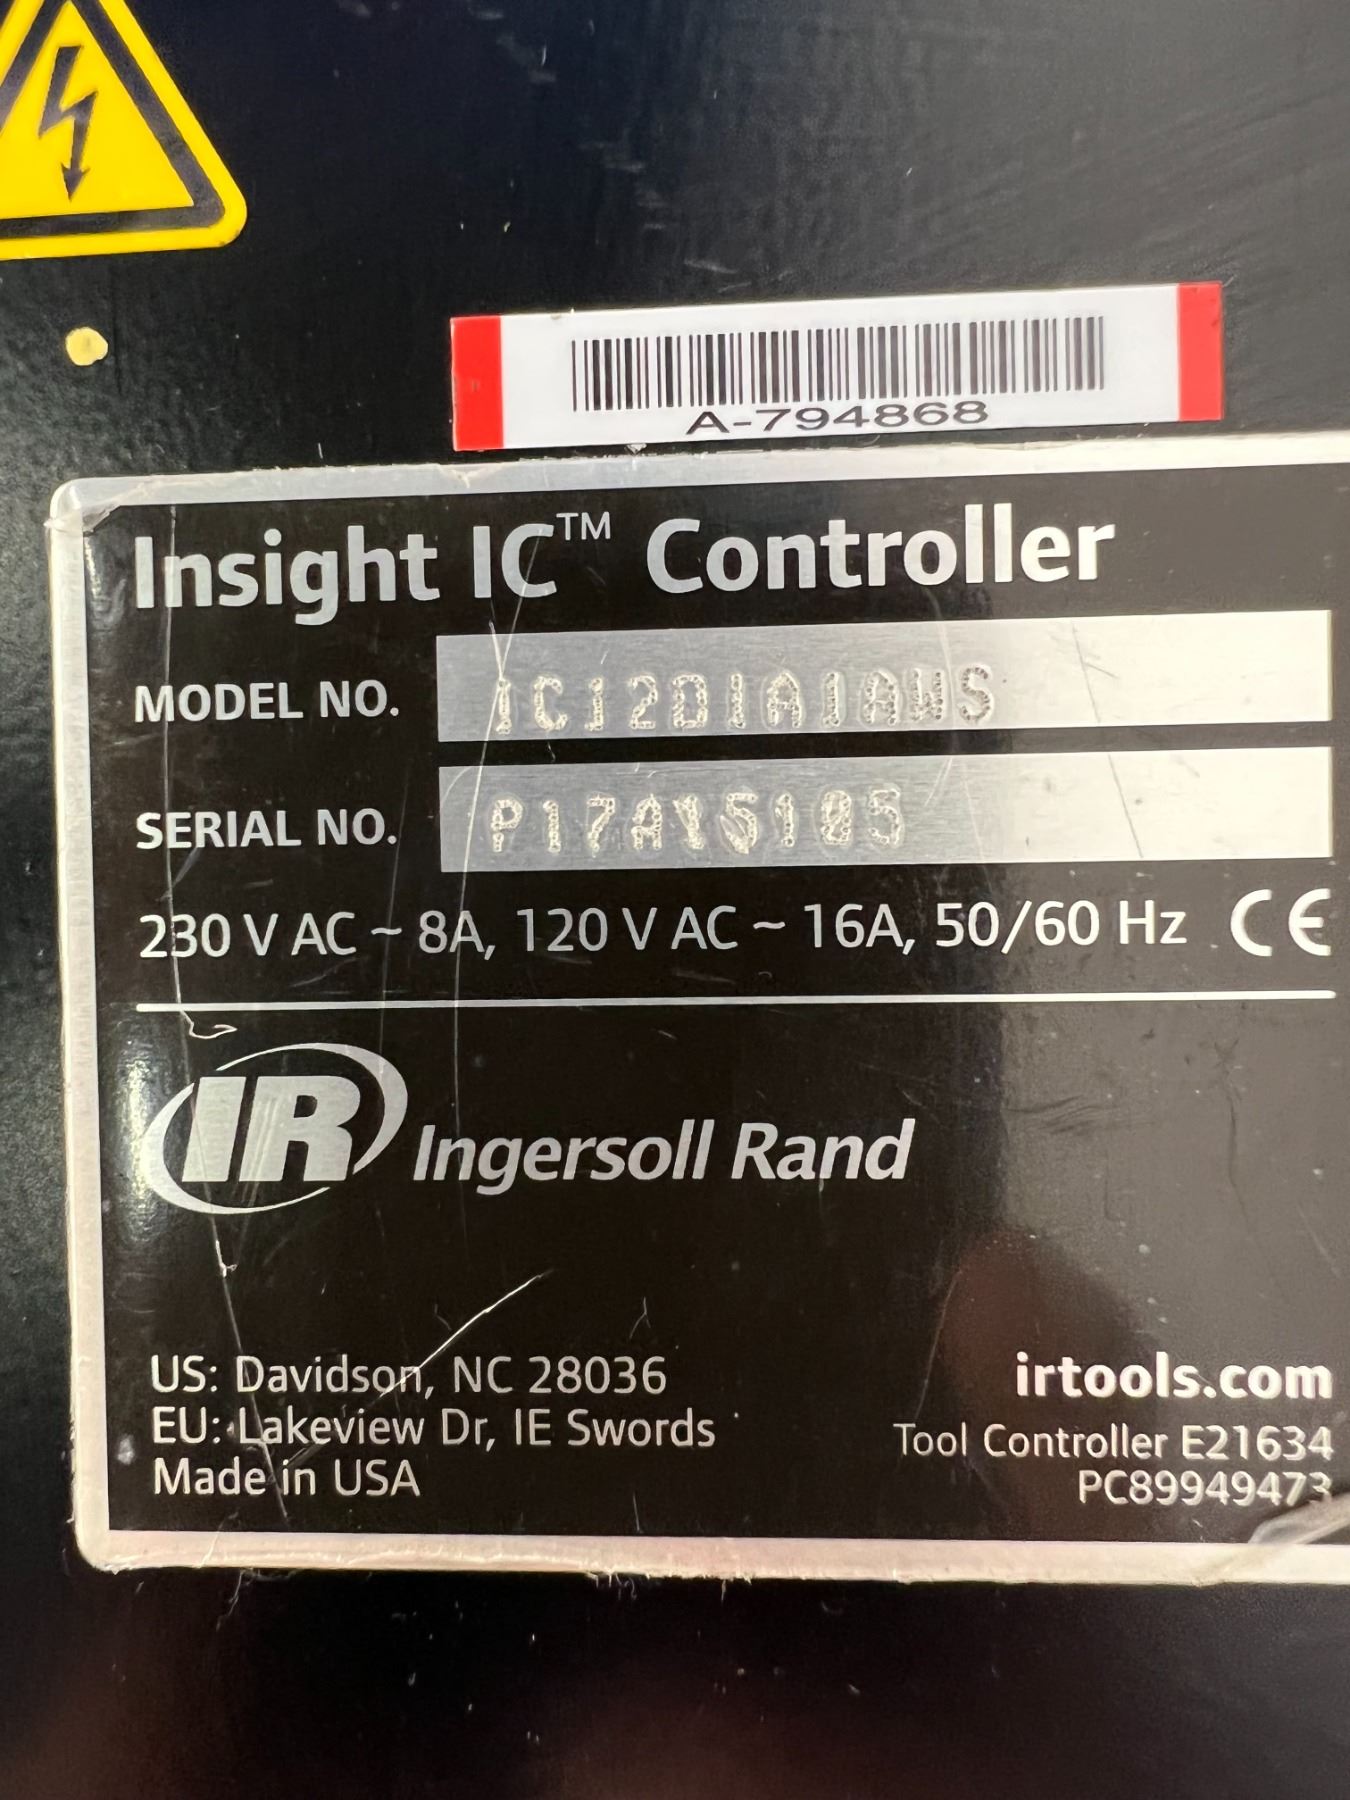 A-794868
Insight IC™ Controller
MODEL NO. IC12D1A1AWS
SERIAL NO. P17A15105
230 V AC ~ 8A, 120 V AC ~ 16A, 50/60 Hz CE
IR Ingersoll Rand
US: Davidson, NC 28036
EU: Lakeview Dr, IE Swords
Made in USA
irtools.com
Tool Controller E21634
PC89949473